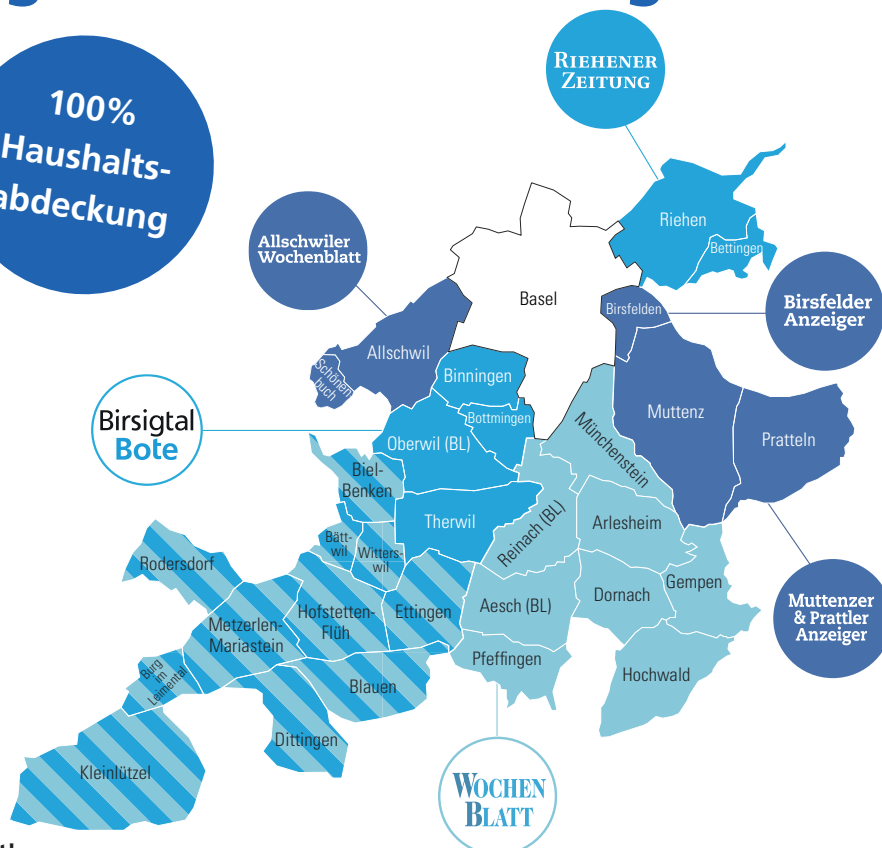 100%
Haushalts-
abdeckung
RIEHENER
ZEITUNG
Riehen
Bettingen
Allschwiler
Wochenblatt
Basel
Birsfelden
Birsfelder
Anzeiger
Allschwil
Schönen
buch
Binningen
Bottmingen
Birsigtal
Bote
Oberwil (BL)
Muttenz
Pratteln
Münchenstein
Biel-
Benken
Therwil
Reinach (BL)
Arlesheim
Bätt-
wil
Witters-
wil
Rodersdorf
Gempen
Metzerlen-
Mariastein
Hofstetten-
Flüh
Ettingen
Aesch (BL)
Dornach
Muttenzer
& Prattler
Anzeiger
Burg
im
Leimental
Blauen
Pfeffingen
Hochwald
Dittingen
Kleinlützel
WOCHEN
BLATT